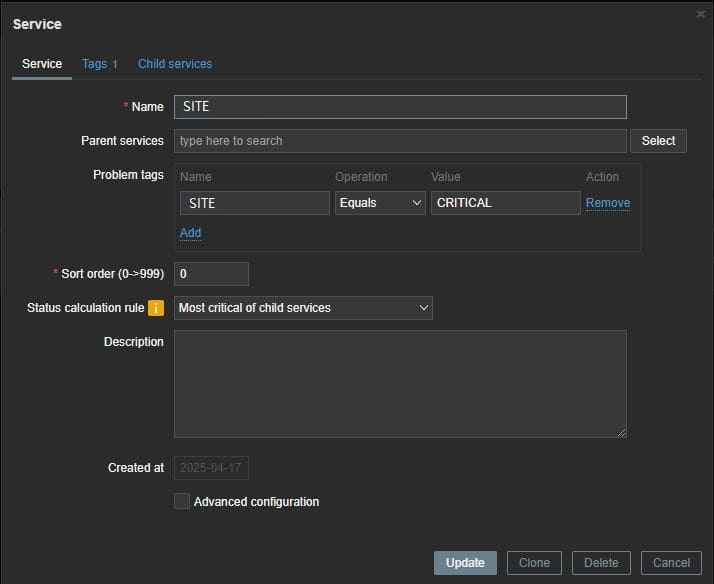 Service
Service Tags 1 Child services
* Name SITE
Parent services type here to search Select
Problem tags Name Operation Value Action
SITE Equals CRITICAL Remove
Add
* Sort order (0->999) 0
Status calculation rule i Most critical of child services
Description
Created at 2025-04-17
Advanced configuration
Update Clone Delete Cancel